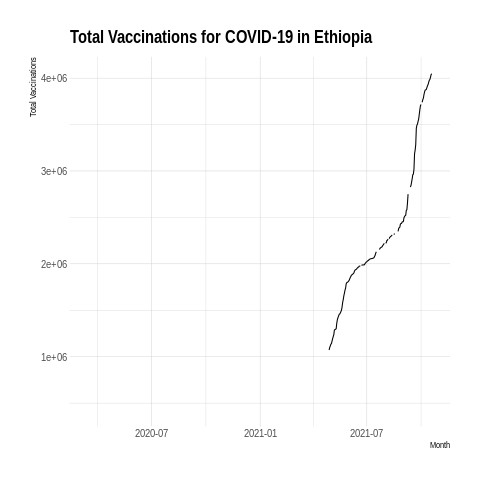 Total Vaccinations for COVID-19 in Ethiopia
Total Vaccinations
4e+06
3e+06
2e+06
1e+06
2020-07 2021-01 2021-07
Month